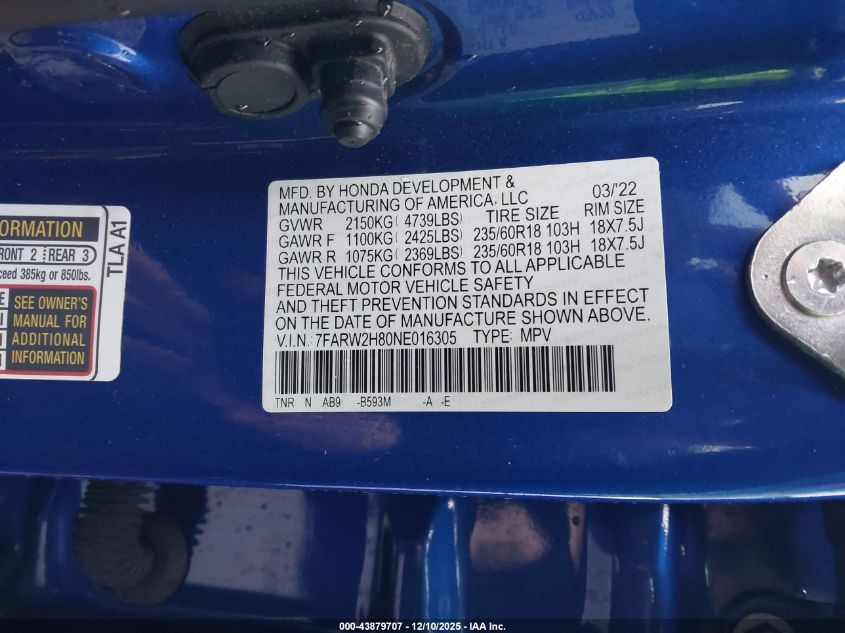 MFD. BY HONDA DEVELOPMENT &
MANUFACTURING OF AMERICA, LLC 03/'22
GVWR 2150KG( 4739LBS) TIRE SIZE RIM SIZE
GAWR F 1100KG( 2425LBS) 235/60R18 103H 18X7.5J
GAWR R 1075KG( 2369LBS) 235/60R18 103H 18X7.5J
THIS VEHICLE CONFORMS TO ALL APPLICABLE
FEDERAL MOTOR VEHICLE SAFETY
AND THEFT PREVENTION STANDARDS IN EFFECT
ON THE DATE OF MANUFACTURE SHOWN ABOVE.
V.I.N.: 7FARW2H80NE016305 TYPE: MPV
TNR N AB9 -B593M -A -E
FRONT 2 REAR 3
385kg or 850lbs.
SEE OWNER'S
MANUAL FOR
ADDITIONAL
INFORMATION
TLA A1
000-43879707 - 12/10/2025 - IAA Inc.